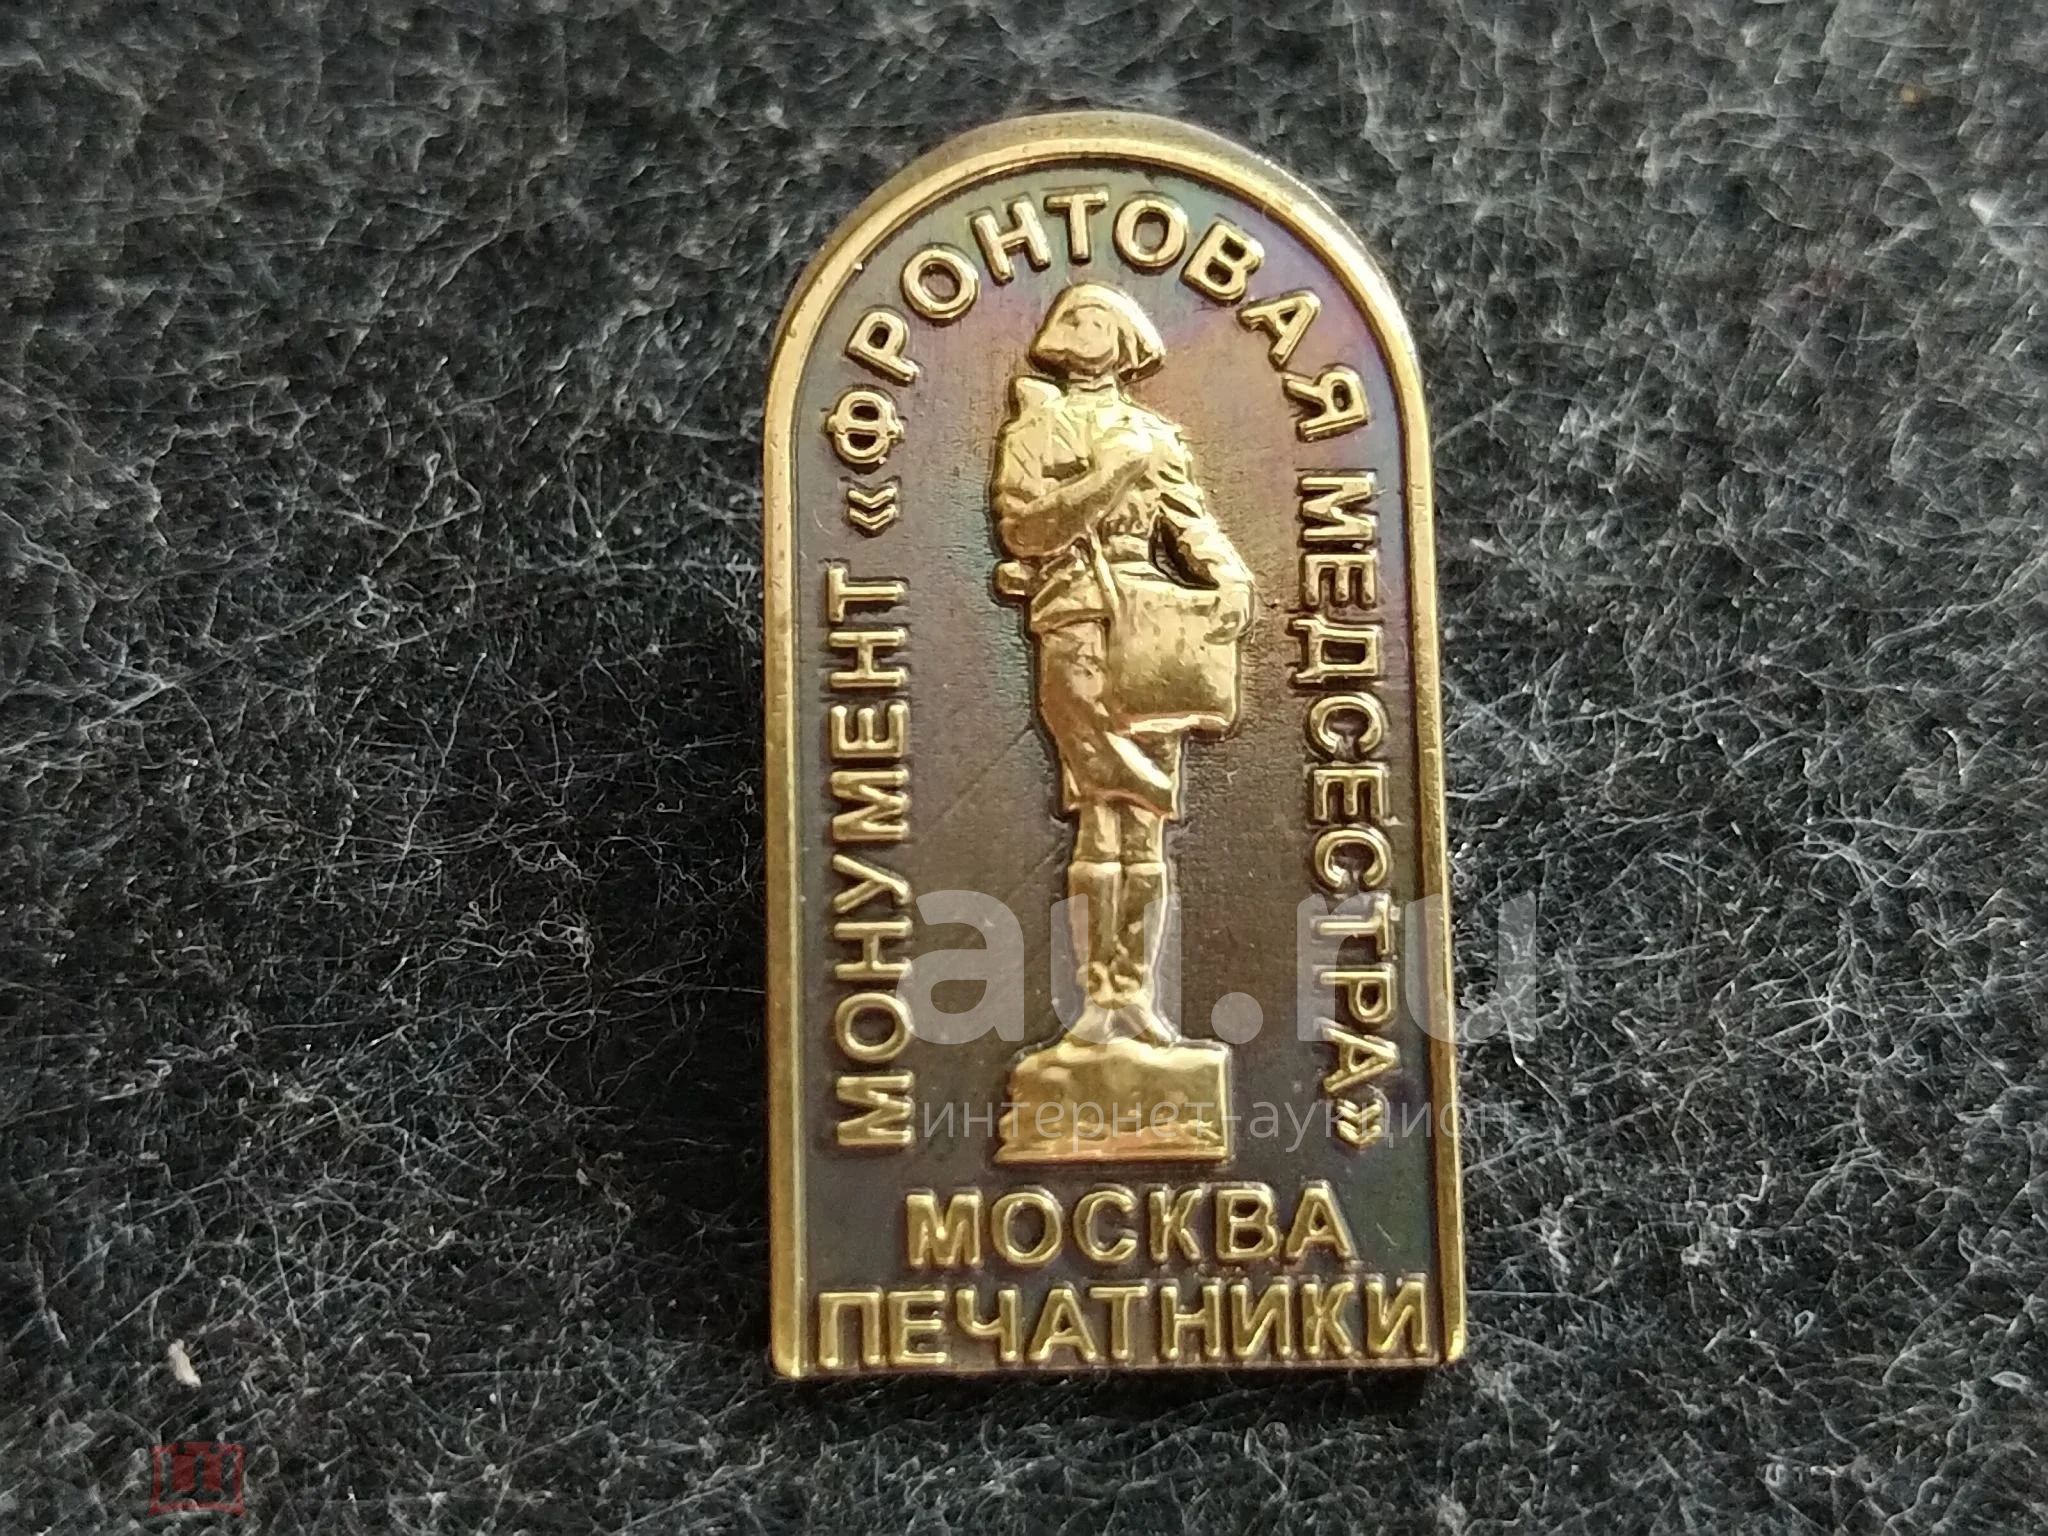 МОНУМЕНТ «ФРОНТОВАЯ МЕДСЕСТРА»
МОСКВА
ПЕЧАТНИКИ
au.ru
интернет-аукцион